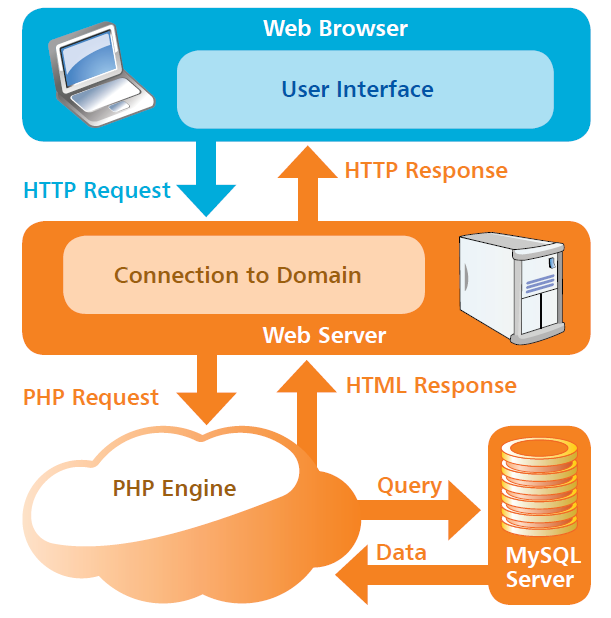 Web Browser
User Interface
HTTP Request
HTTP Response
Connection to Domain
Web Server
PHP Request
HTML Response
PHP Engine
Query
Data
MySQL
Server